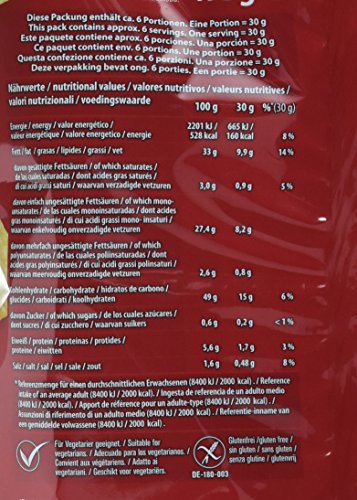 Diese Packung enthält ca. 6 Portionen. Eine Portion = 30 g
This pack contains approx. 6 servings. One serving = 30 g
Este paquete contiene aprox. 6 porciones. Una porción = 30 g
Ce paquet contient env. 6 portions. Une portion = 30 g
Questa confezione contiene ca. 6 porzioni. Una porzione = 30 g
Deze verpakking bevat ong. 6 porties. Een portie = 30 g
Nährwerte / nutritional values / valores nutritivos / valeurs nutritives /
valori nutrizionali / voedingswaarde
100 g 30 g %*(30 g)
Energie / energy / valor energético / 2201 kJ / 665 kJ /
valeur énergétique / valore energetico / energie 528 kcal 160 kcal 8 %
Fett / fat / grasas / lipides / grassi / vet 33 g 9,9 g 14 %
davon gesättigte Fettsäuren / of which saturates /
de las cuales saturadas / dont acides gras saturés /
di cui acidi grassi saturi / waarvan verzadigde vetzuren 3,0 g 0,9 g 5 %
davon einfach ungesättigte Fettsäuren / of which mono-
unsaturates / de las cuales monoinsaturadas / dont acides
gras monoinsaturés / di cui acidi grassi mono- insaturi /
waarvan enkelvoudig onverzadigde vetzuren 27,4 g 8,2 g
davon mehrfach ungesättigte Fettsäuren / of which
polyunsaturates / de las cuales poliinsaturadas / dont
acides gras polyinsaturés / di cui acidi grassi polinsaturi /
waarvan meervoudig onverzadigde vetzuren 2,6 g 0,8 g
Kohlenhydrate / carbohydrate / hidratos de carbono /
glucides / carboidrati / koolhydraten 49 g 15 g 6 %
davon Zucker / of which sugars / de los cuales azúcares /
dont sucres / di cui zucchero / waarvan suikers 0,6 g 0,2 g < 1 %
Eiweiß / protein / proteínas / protides /
proteine / eiwitten 5,6 g 1,7 g 3 %
Salz / salt / sal / sel / sale / zout 1,6 g 0,48 g 8 %
* Referenzmenge für einen durchschnittlichen Erwachsenen (8400 kJ / 2000 kcal) . / Reference
intake of an average adult (8400 kJ / 2000 kcal) . / Ingesta de referencia de un adulto medio
(8400 kJ / 2000 kcal) . / Apport de référence pour un adulte-type (8400 kJ / 2000 kcal) . /
Assunzioni di riferimento di un adulto medio (8400 kJ / 2000 kcal) . / Referentie-inname van
een gemiddelde volwassene (8400 kJ / 2000 kcal) .
Für Vegetarier geeignet. / Suitable for
vegetarians. / Adecuado para los vegetarianos. /
Convient aux végétariens. / Adatto ai
vegetariani. / Geschikt voor vegetariërs.
DE-180-003
Glutenfrei /gluten free/
sin gluten / sans gluten
/ senza glutine / glutenvrij